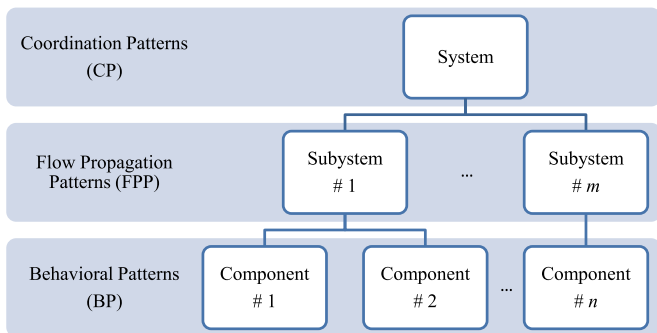 Coordination Patterns
(CP)
System
Flow Propagation
Patterns (FPP)
Subystem
# 1
...
Subystem
# m
Behavioral Patterns
(BP)
Component
# 1
Component
# 2
...
Component
# n